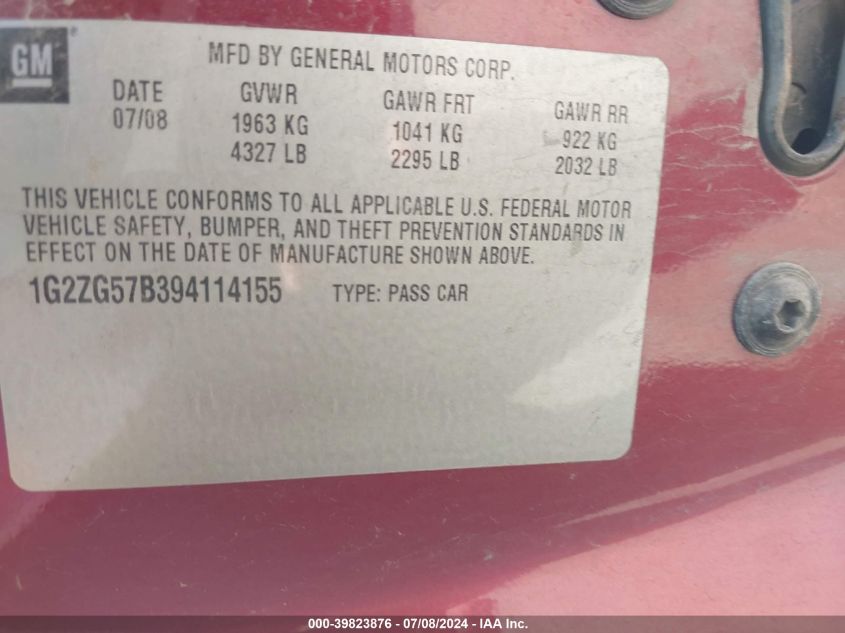 GM
MFD BY GENERAL MOTORS CORP.
DATE GVWR GAWR FRT GAWR RR
07/08 1963 KG 1041 KG 922 KG
4327 LB 2295 LB 2032 LB
THIS VEHICLE CONFORMS TO ALL APPLICABLE U.S. FEDERAL MOTOR
VEHICLE SAFETY, BUMPER, AND THEFT PREVENTION STANDARDS IN
EFFECT ON THE DATE OF MANUFACTURE SHOWN ABOVE.
1G2ZG57B394114155 TYPE: PASS CAR
000-39823876 - 07/08/2024 - IAA Inc.